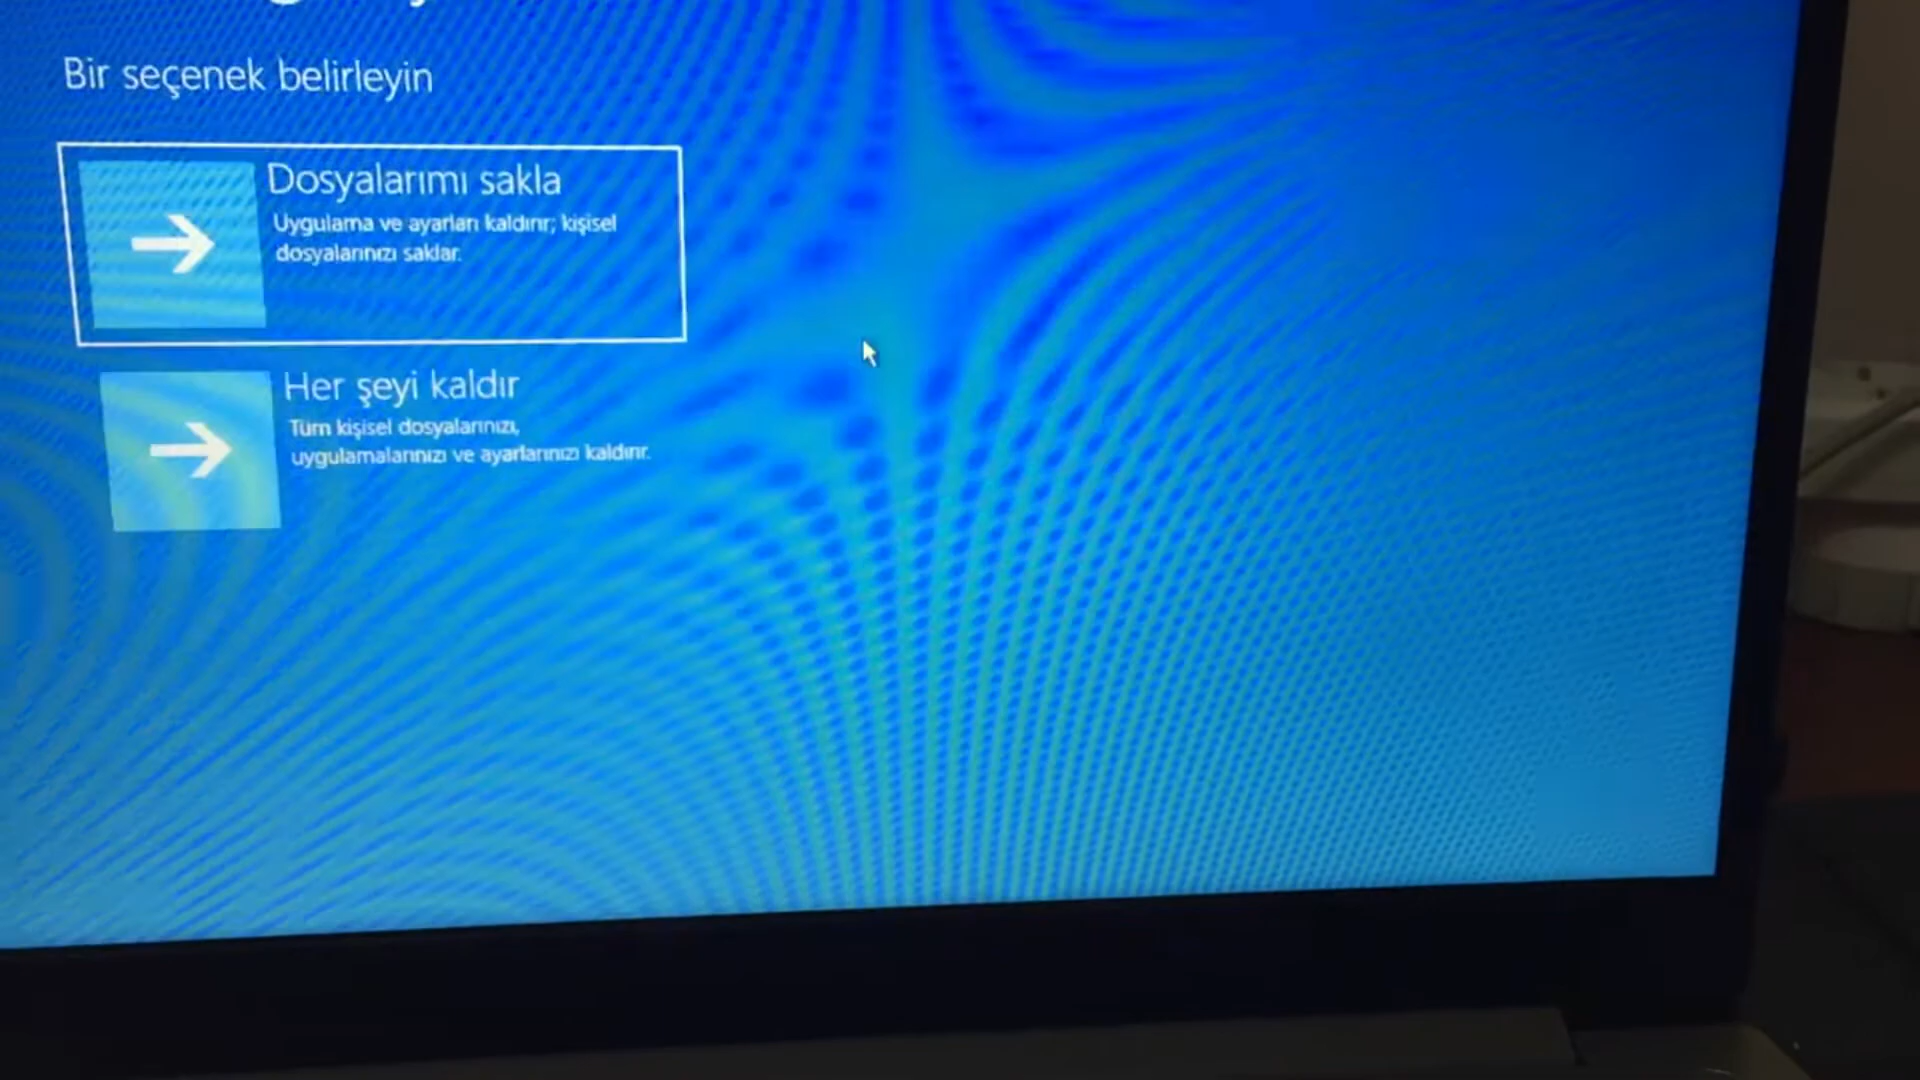 Bir seçenek belirleyin
Dosyalarımı sakla
Uygulama ve ayarları kaldırır; kişisel
dosyalarınızı saklar.
Her şeyi kaldır
Tüm kişisel dosyalarınızı,
uygulamalarınızı ve ayarlarınızı kaldırır.